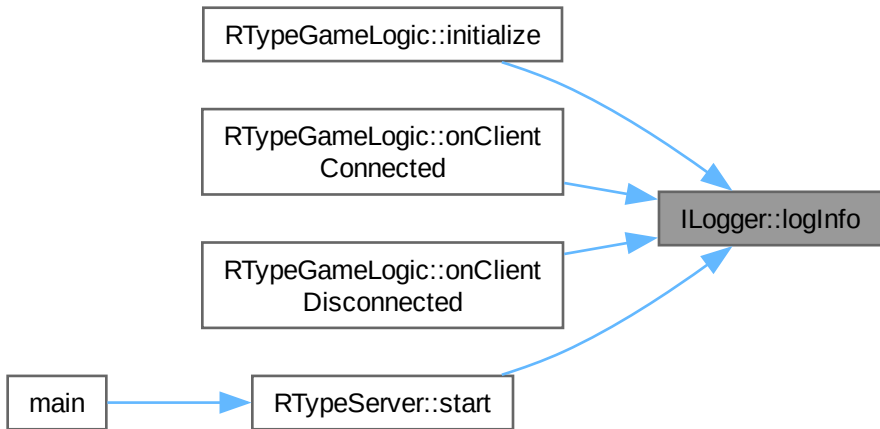 RTypeGameLogic::initialize
RTypeGameLogic::onClient
Connected
ILogger::logInfo
RTypeGameLogic::onClient
Disconnected
main
RTypeServer::start